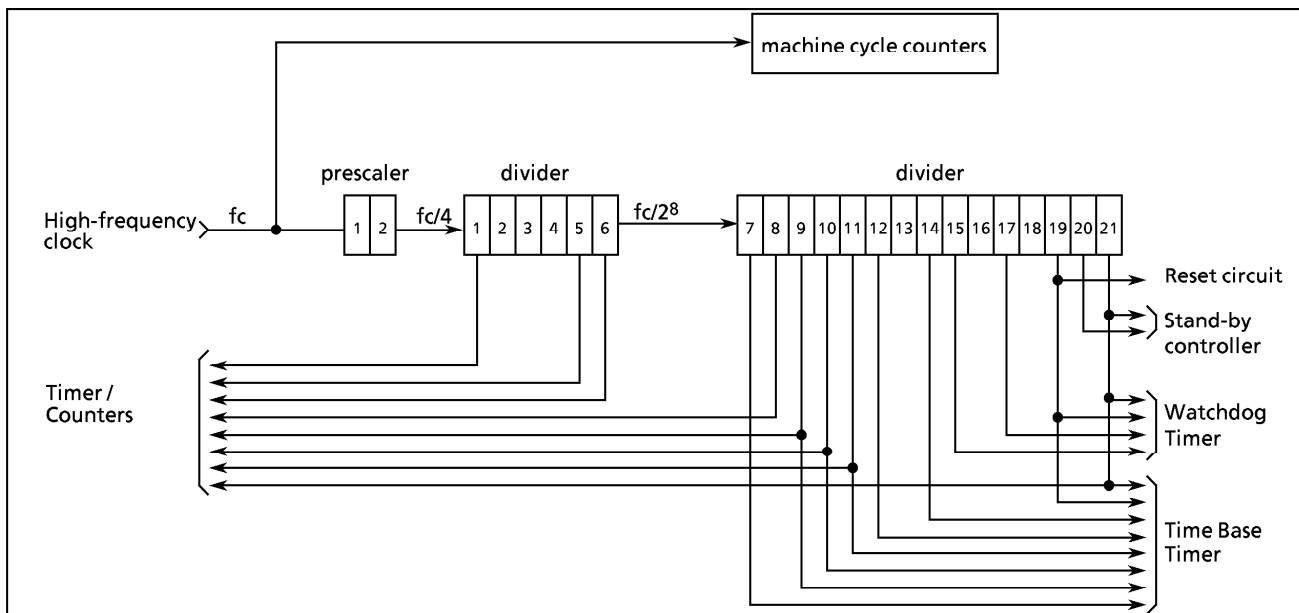 machine cycle counters
prescaler
divider
divider
High-frequency
clock
fc
1 2
fc/4
1 2 3 4 5 6
fc/2⁸
7 8 9 10 11 12 13 14 15 16 17 18 19 20 21
Reset circuit
Stand-by
controller
Timer /
Counters
Watchdog
Timer
Time Base
Timer